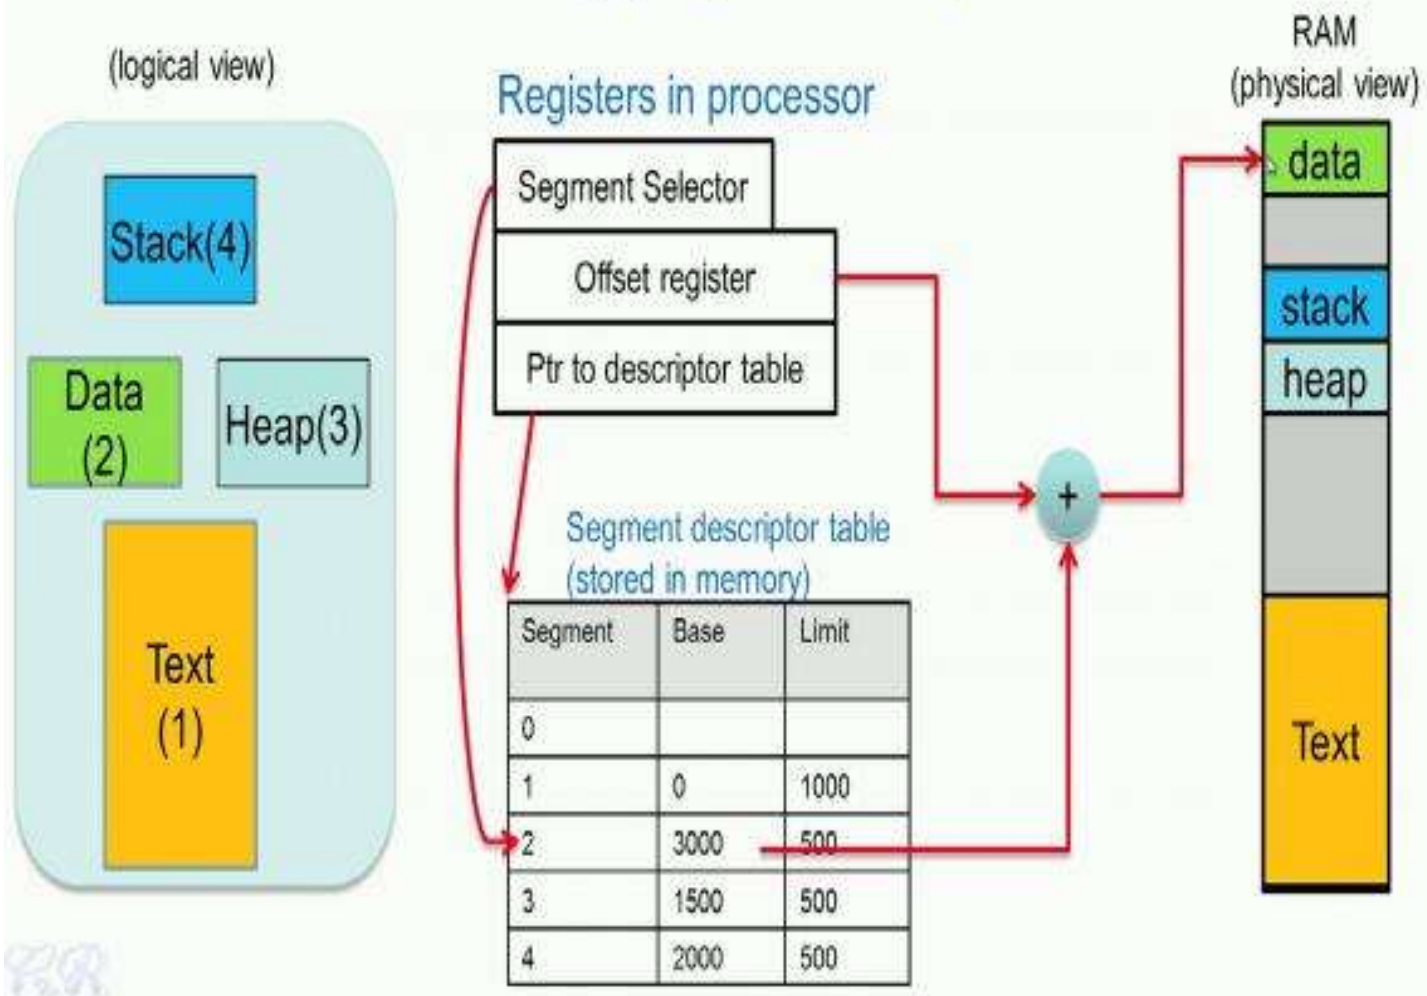 (logical view)
Stack(4)
Data
(2)
Heap(3)
Text
(1)
Registers in processor
Segment Selector
Offset register
Ptr to descriptor table
+
Segment descriptor table
(stored in memory)
Segment Base Limit
0
1 0 1000
2 3000 500
3 1500 500
4 2000 500
RAM
(physical view)
data
stack
heap
Text